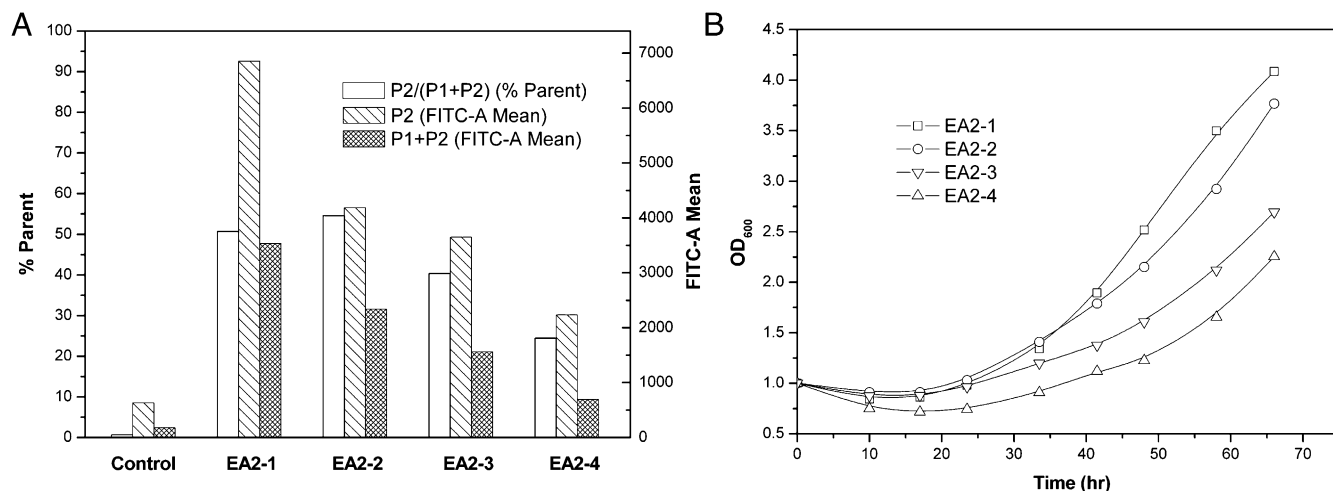 A
100
90
80
70
60
50
40
30
20
10
0
% Parent
P2/(P1+P2) (% Parent)
P2 (FITC-A Mean)
P1+P2 (FITC-A Mean)
7000
6000
5000
4000
3000
2000
1000
0
FITC-A Mean
Control EA2-1 EA2-2 EA2-3 EA2-4
B
4.5
4.0
3.5
3.0
2.5
2.0
1.5
1.0
0.5
OD600
EA2-1
EA2-2
EA2-3
EA2-4
0 10 20 30 40 50 60 70
Time (hr)